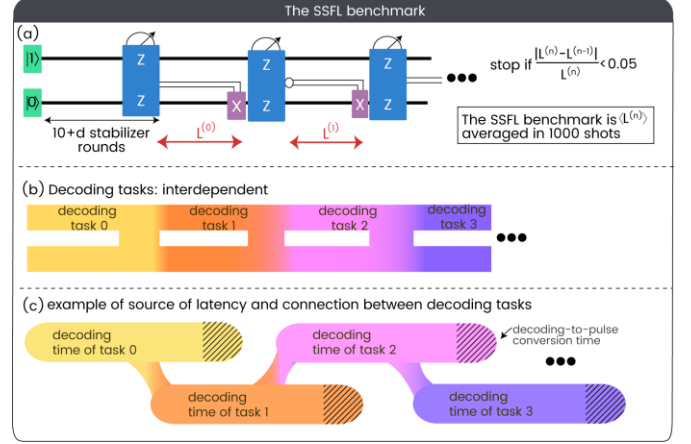 The SSFL benchmark
(a)
|1⟩
Z
Z
Z
|L⁽ⁿ⁾-L⁽ⁿ⁻¹⁾|
stop if ――― <0.05
L⁽ⁿ⁾
|0⟩
Z
X
Z
X
Z
10+d stabilizer
rounds
L⁽⁰⁾
L⁽¹⁾
The SSFL benchmark is ⟨L⁽ⁿ⁾⟩
averaged in 1000 shots
(b) Decoding tasks: interdependent
decoding
task 0
decoding
task 1
decoding
task 2
decoding
task 3
(c) example of source of latency and connection between decoding tasks
decoding
time of task 0
decoding
time of task 2
decoding-to-pulse
conversion time
decoding
time of task 1
decoding
time of task 3